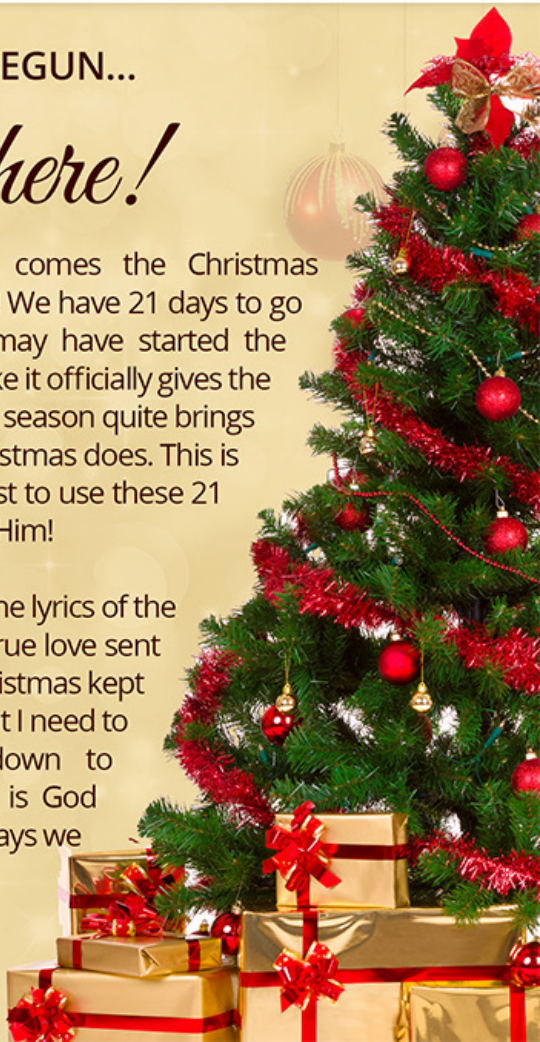 EGUN...
here!
comes the Christmas
We have 21 days to go
may have started the
ke it officially gives the
season quite brings
stmas does. This is
st to use these 21
Him!
he lyrics of the
rue love sent
istmas kept
t I need to
down to
is God
ays we